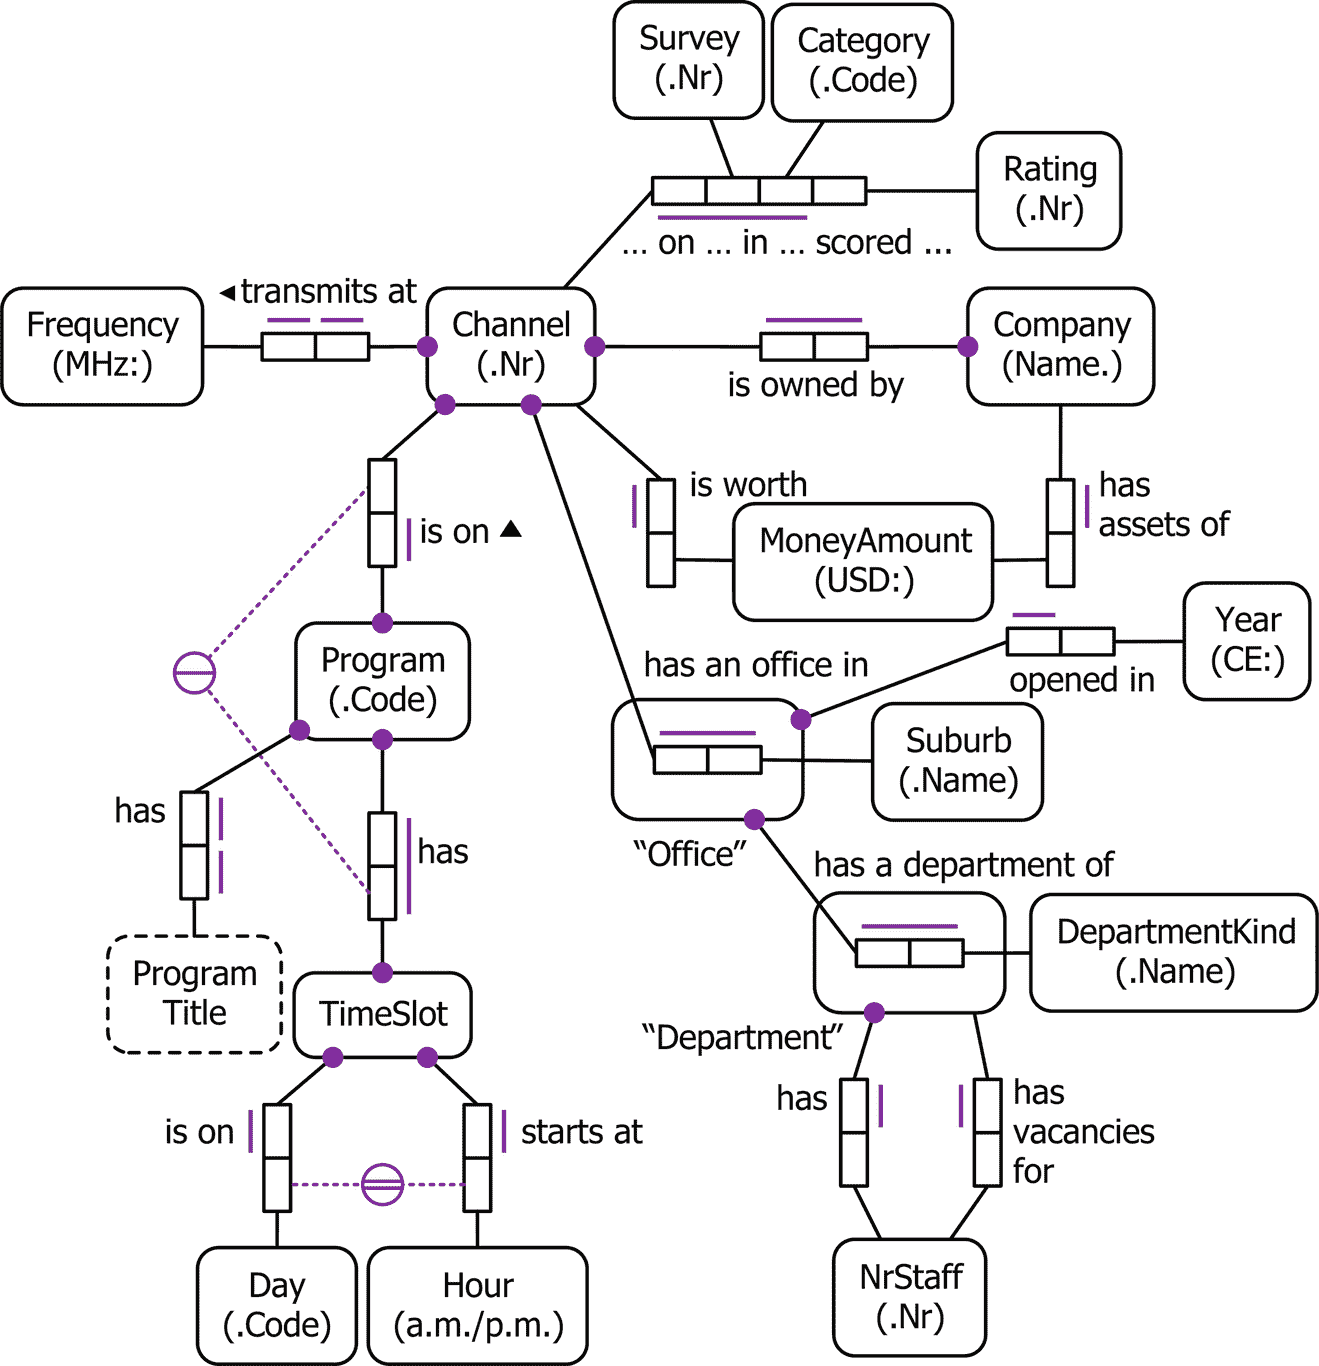 Survey
(.Nr)
Category
(.Code)
Rating
(.Nr)
... on ... in ... scored ...
◄ transmits at
Frequency
(MHz:)
Channel
(.Nr)
Company
(Name.)
is owned by
is worth
has
assets of
is on ▲
MoneyAmount
(USD:)
Year
(CE:)
Program
(.Code)
has an office in
opened in
Suburb
(.Name)
has
has
“Office”
has a department of
DepartmentKind
(.Name)
Program
Title
TimeSlot
“Department”
is on
starts at
has
has
vacancies
for
Day
(.Code)
Hour
(a.m./p.m.)
NrStaff
(.Nr)